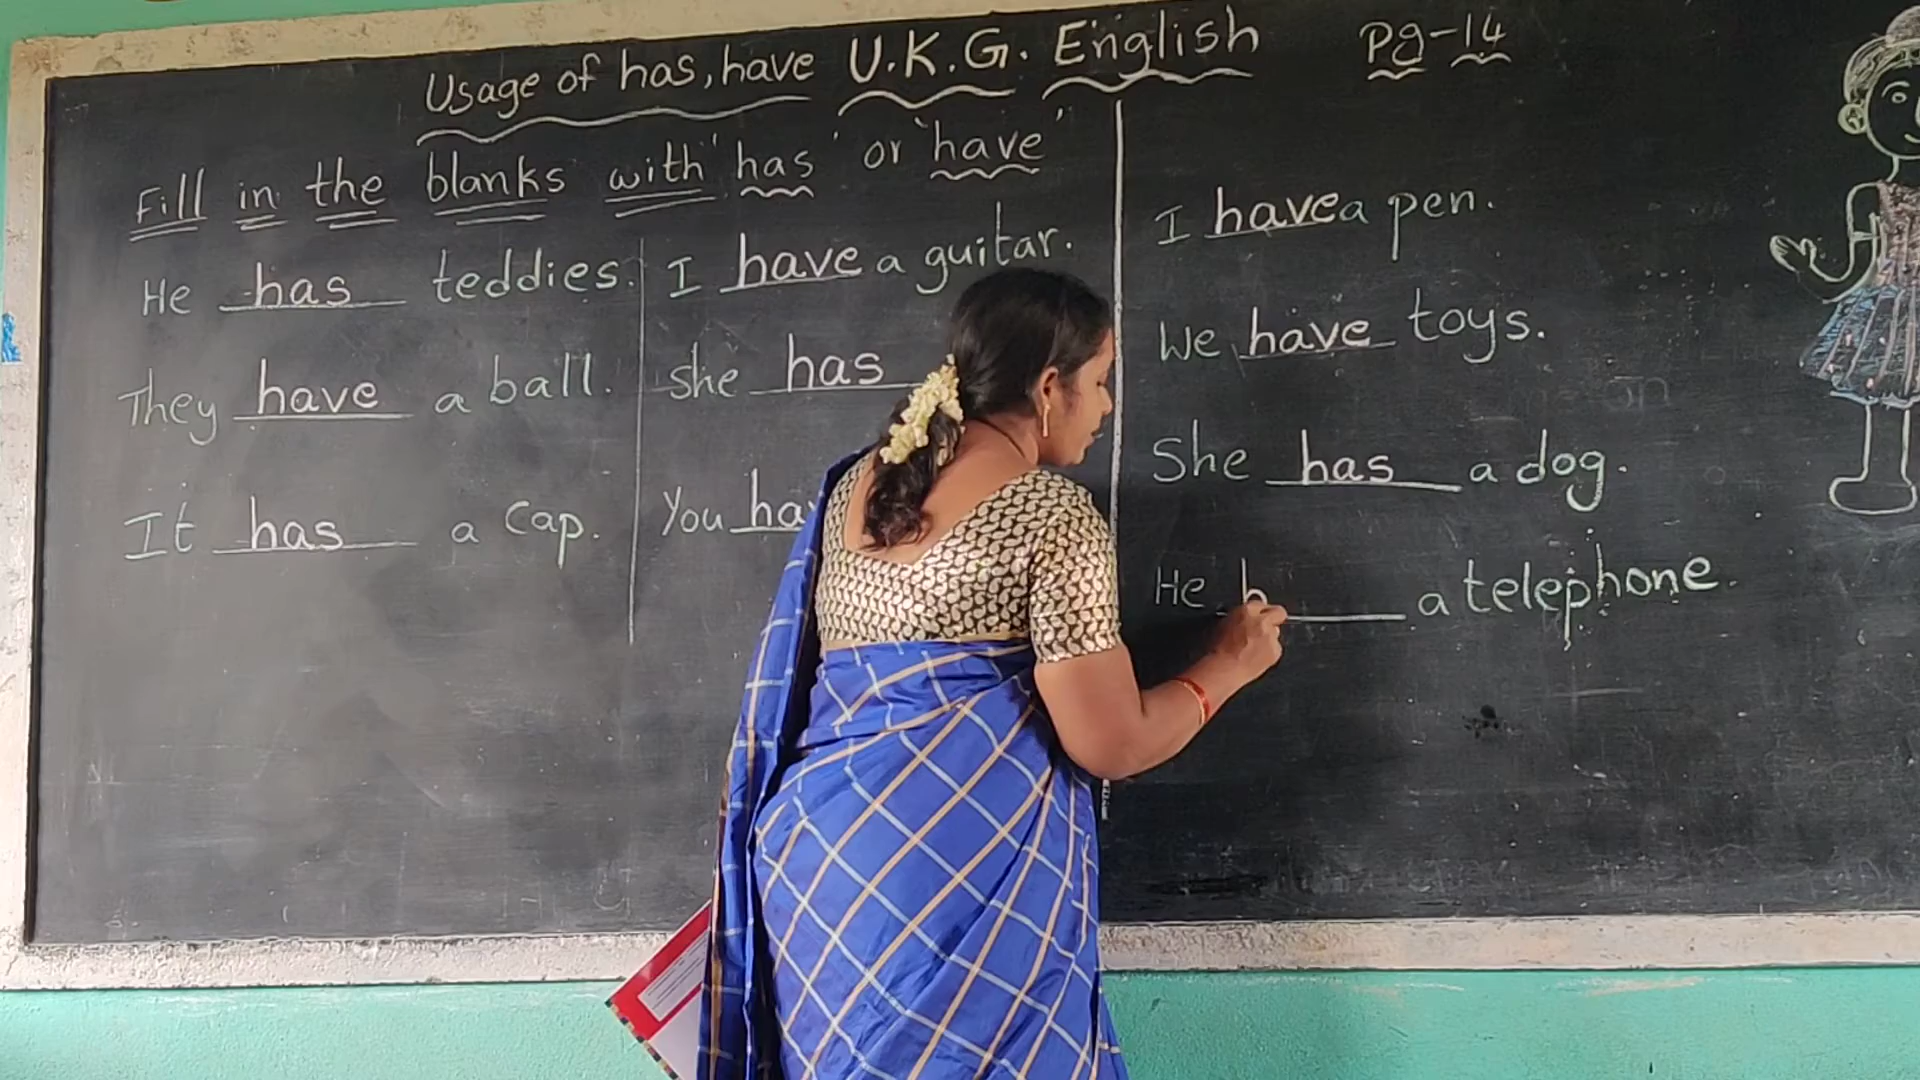 Usage of has, have U.K.G. English Pg-14
Fill in the blanks with 'has' or "have"
He has teddies.
They have a ball.
It has a cap.
I have a guitar.
She has
You
I have a pen.
We have toys.
She has a dog.
He h a telephone.